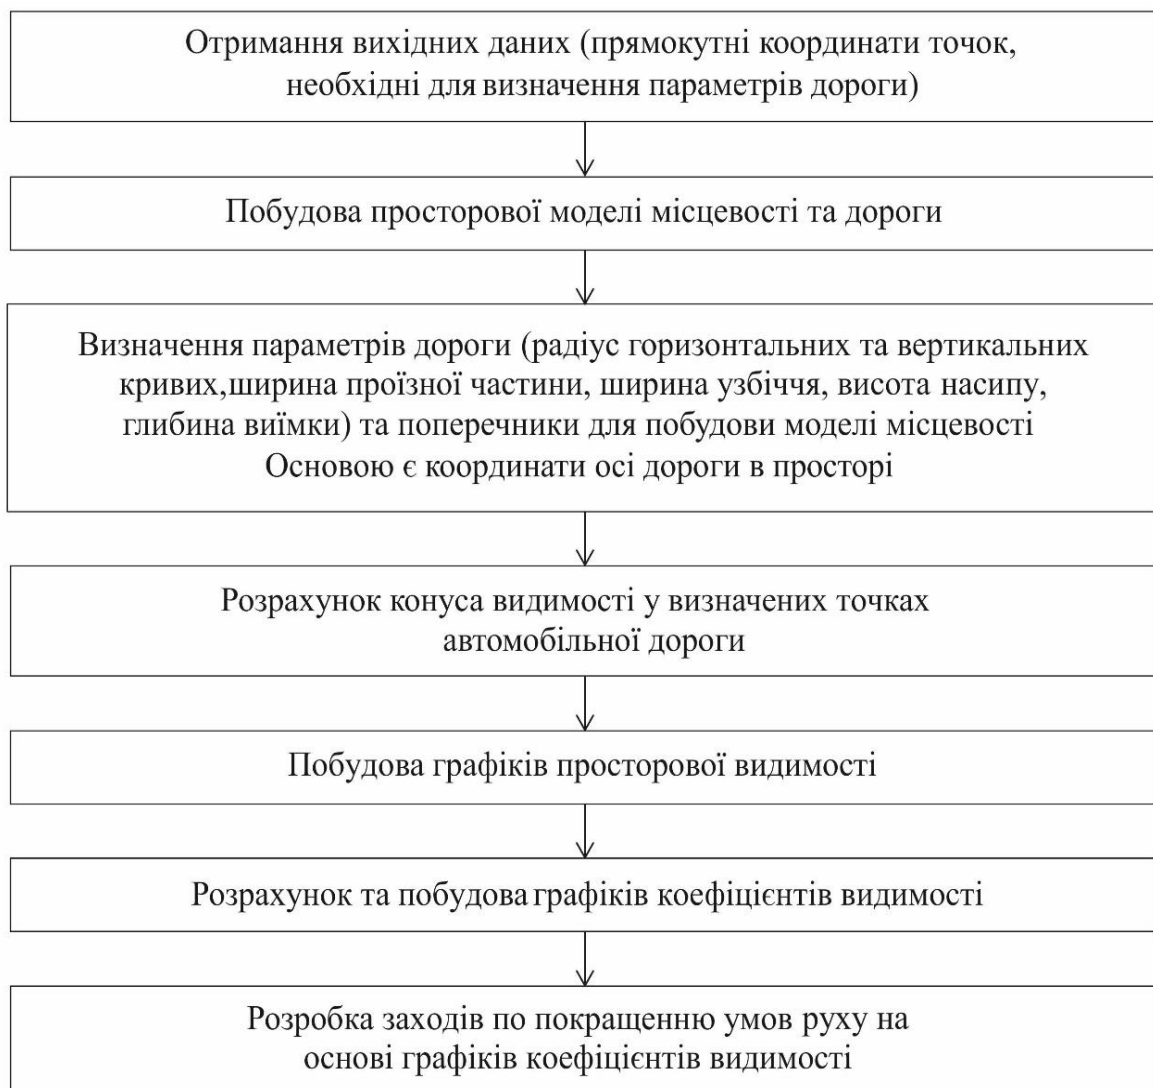 Отримання вихідних даних (прямокутні координати точок,
необхідні для визначення параметрів дороги)
Побудова просторової моделі місцевості та дороги
Визначення параметрів дороги (радіус горизонтальних та вертикальних
кривих,ширина проїзної частини, ширина узбіччя, висота насипу,
глибина виїмки) та поперечники для побудови моделі місцевості
Основою є координати осі дороги в просторі
Розрахунок конуса видимості у визначених точках
автомобільної дороги
Побудова графіків просторової видимості
Розрахунок та побудова графіків коефіцієнтів видимості
Розробка заходів по покращенню умов руху на
основі графіків коефіцієнтів видимості